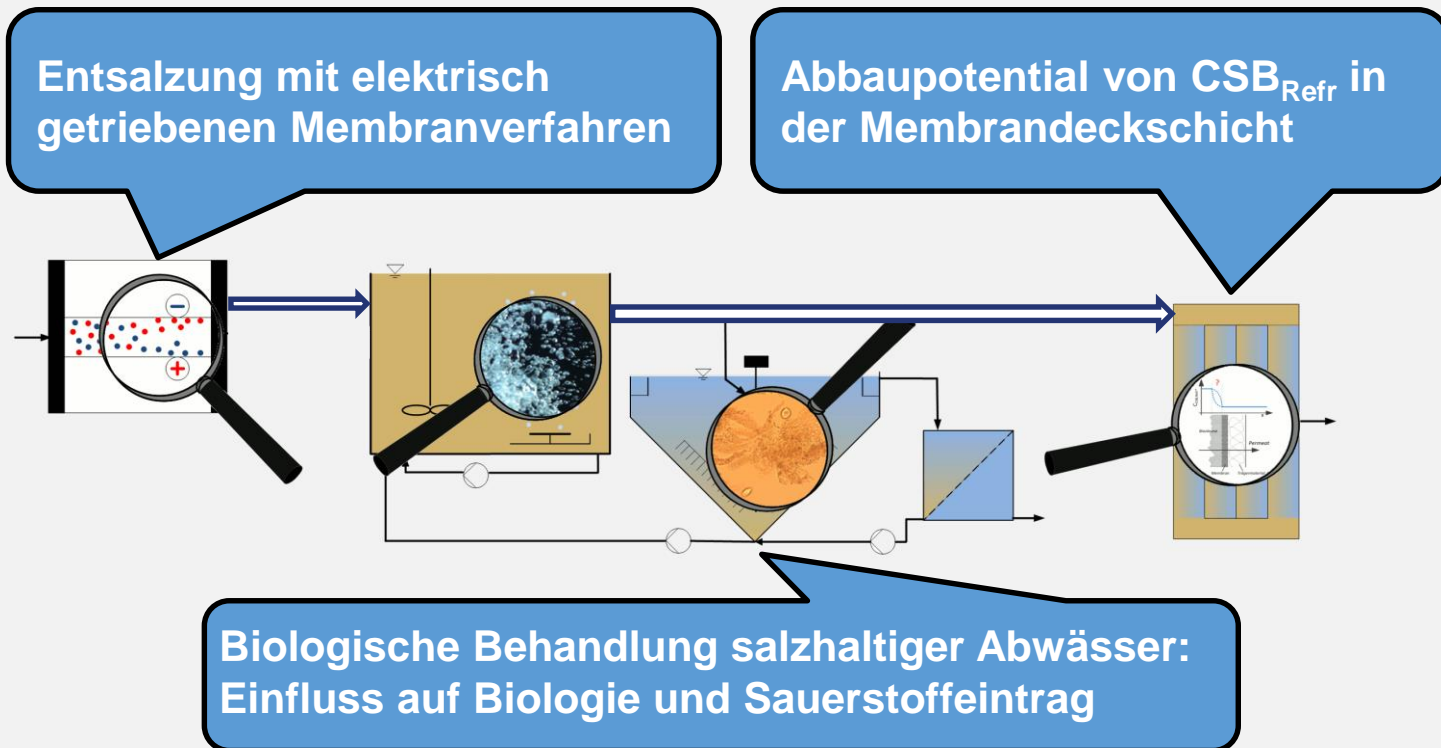 Entsalzung mit elektrisch
getriebenen Membranverfahren
Abbaupotential von CSB_Refr in
der Membrandeckschicht
−
+
?
x
Permeat
Biologische Behandlung salzhaltiger Abwässer:
Einfluss auf Biologie und Sauerstoffeintrag